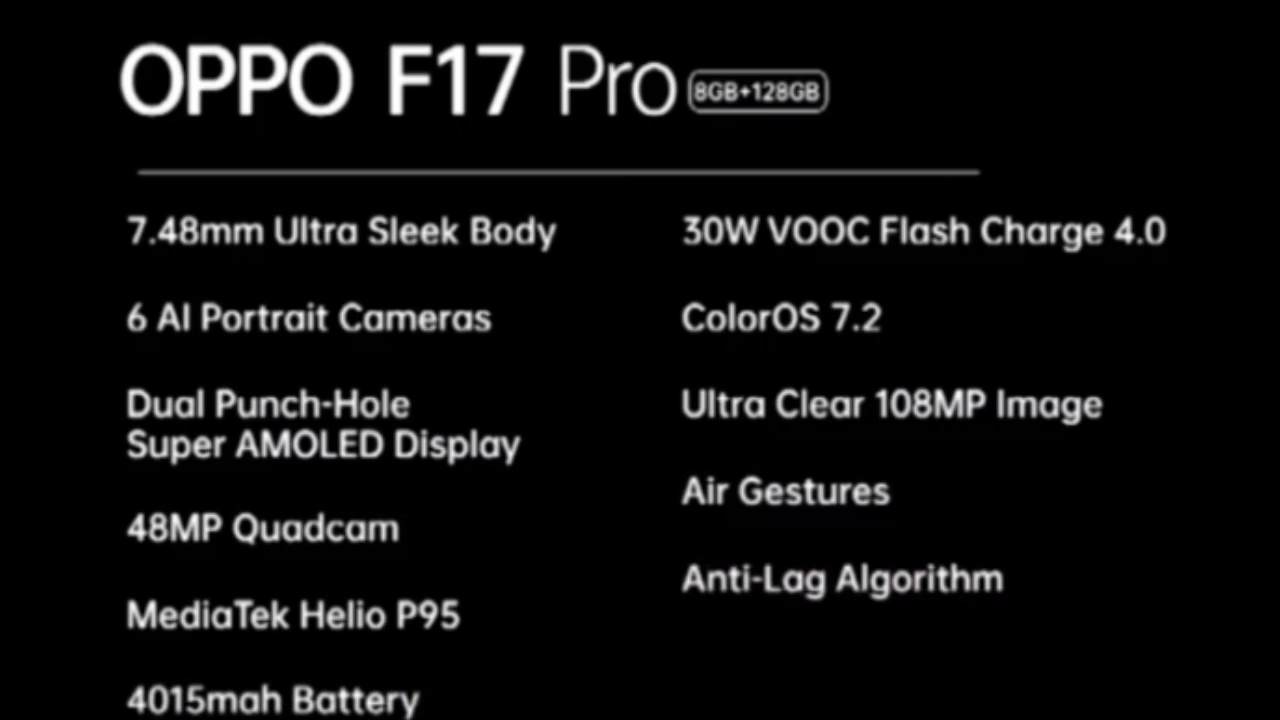 OPPO F17 Pro 8GB+128GB
7.48mm Ultra Sleek Body
6 AI Portrait Cameras
Dual Punch-Hole
Super AMOLED Display
48MP Quadcam
MediaTek Helio P95
4015mah Battery
30W VOOC Flash Charge 4.0
ColorOS 7.2
Ultra Clear 108MP Image
Air Gestures
Anti-Lag Algorithm